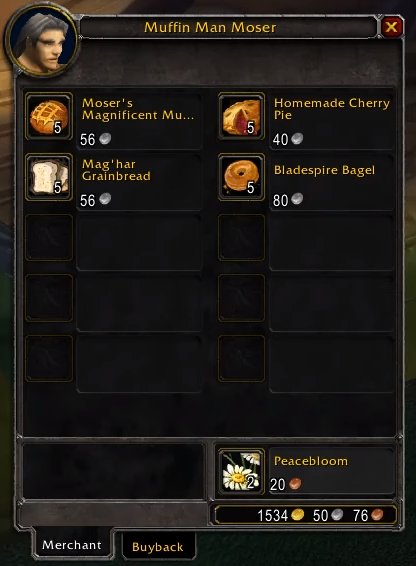 Muffin Man Moser
Moser's
Magnificent Mu...
5
56
Homemade Cherry
Pie
5
40
Mag'har
Grainbread
5
56
Bladespire Bagel
5
80
Peacebloom
2
20
1534 50 76
Merchant
Buyback